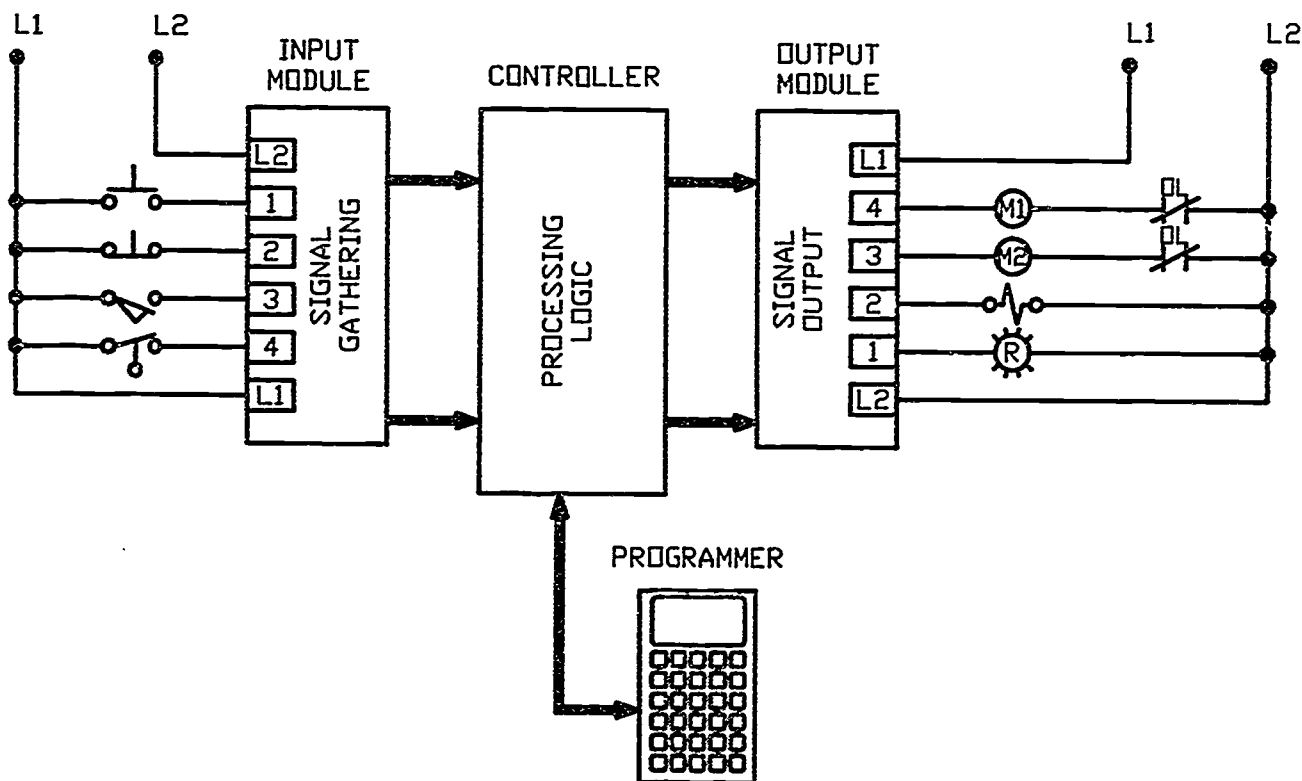 L1
L2
INPUT
MODULE
CONTROLLER
OUTPUT
MODULE
L1
L2
L2
1
2
3
4
L1
SIGNAL
GATHERING
PROCESSING
LOGIC
SIGNAL
OUTPUT
L1
4
3
2
1
L2
M1
OL
M2
OL
R
PROGRAMMER